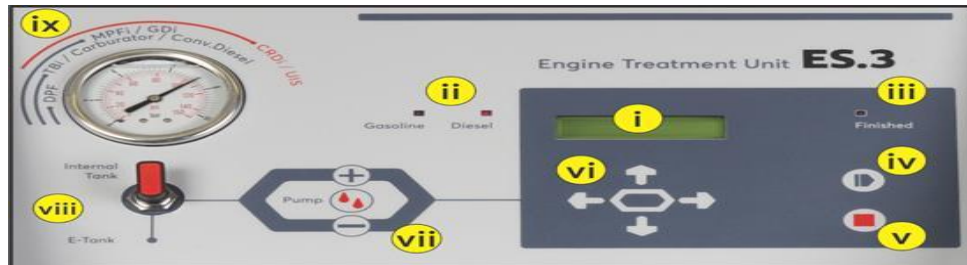 ix
MPFi / GDi
TBi / Carburator / Conv.Diesel
DPF
CRDi / UIS
Engine Treatment Unit ES.3
ii
iii
Gasoline
Diesel
i
Finished
Internal
Tank
vi
iv
Pump
viii
E-Tank
vii
v